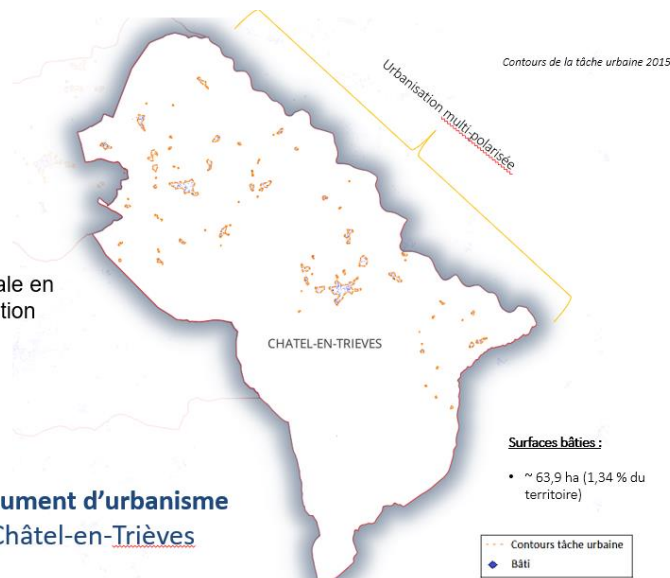 Contours de la tâche urbaine 2015
Urbanisation multi-polarisée
ale en
tion
CHATEL-EN-TRIEVES
Surfaces bâties :
• ~ 63,9 ha (1,34 % du
territoire)
ument d'urbanisme
Châtel-en-Trièves
Contours tâche urbaine
Bâti